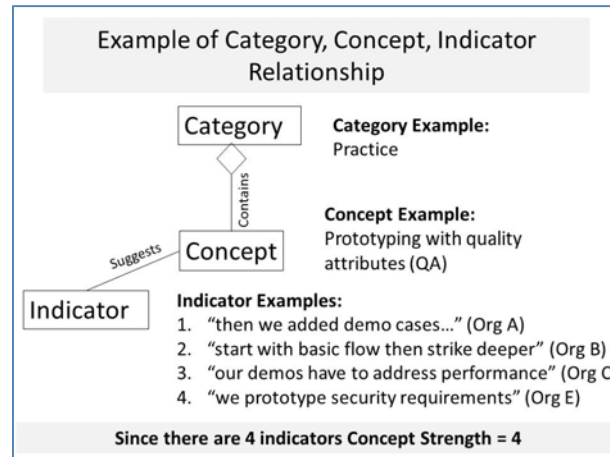 Example of Category, Concept, Indicator
Relationship
Category
Category Example:
Practice
Contains
Concept Example:
Prototyping with quality
attributes (QA)
Concept
Suggests
Indicator
Indicator Examples:
1. “then we added demo cases...” (Org A)
2. “start with basic flow then strike deeper” (Org B)
3. “our demos have to address performance” (Org C
4. “we prototype security requirements” (Org E)
Since there are 4 indicators Concept Strength = 4